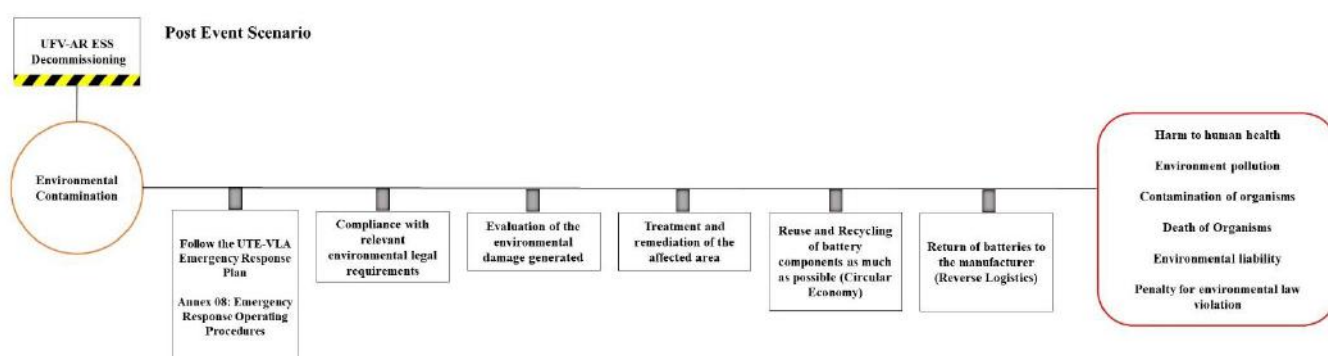 UFV-AR ESS
Decommissioning
Post Event Scenario
Environmental
Contamination
Follow the UTE-VLA
Emergency Response
Plan
Annex 08: Emergency
Response Operating
Procedures
Compliance with
relevant
environmental legal
requirements
Evaluation of the
environmental
damage generated
Treatment and
remediation of the
affected area
Reuse and Recycling
of battery
components as much
as possible (Circular
Economy)
Return of batteries to
the manufacturer
(Reverse Logistics)
Harm to human health
Environment pollution
Contamination of organisms
Death of Organisms
Environmental liability
Penalty for environmental law
violation